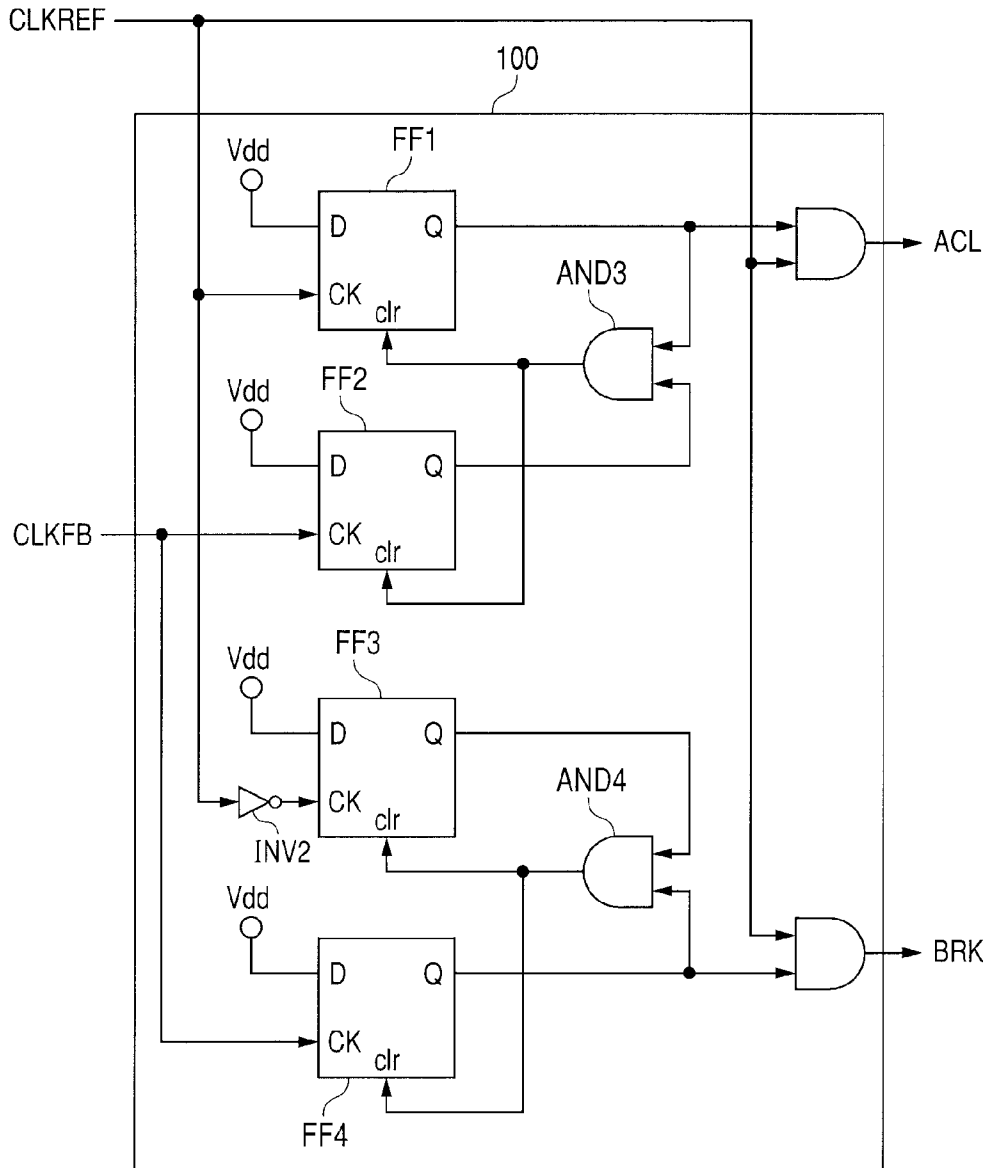 CLKREF
100
Vdd
FF1
D Q
CK
clr
ACL
AND3
Vdd
FF2
D Q
CK
clr
CLKFB
Vdd
FF3
D Q
CK
clr
INV2
AND4
Vdd
D Q
CK
clr
FF4
BRK